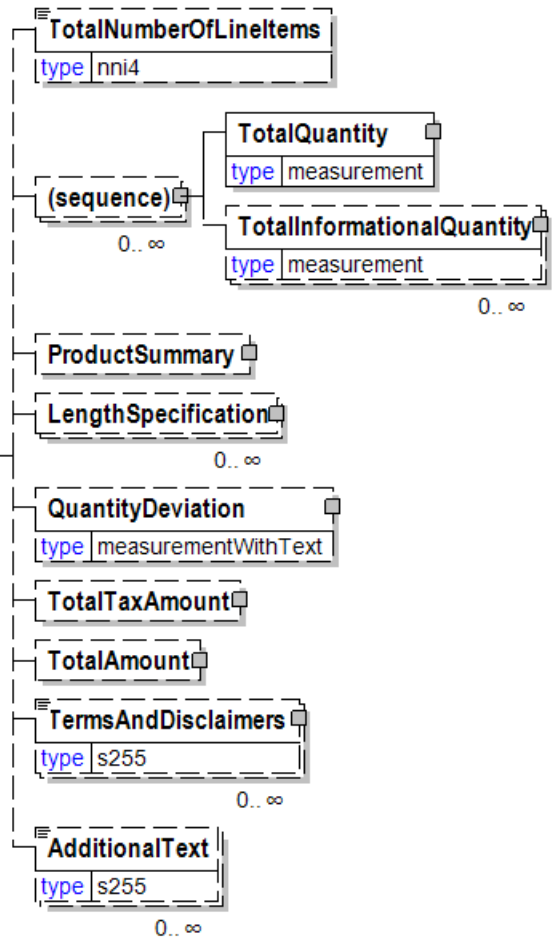 TotalNumberOfLineItems
type nni4
TotalQuantity
type measurement
(sequence)
0.. ∞
TotalInformationalQuantity
type measurement
0.. ∞
ProductSummary
LengthSpecification
0.. ∞
QuantityDeviation
type measurementWithText
TotalTaxAmount
TotalAmount
TermsAndDisclaimers
type s255
0.. ∞
AdditionalText
type s255
0.. ∞